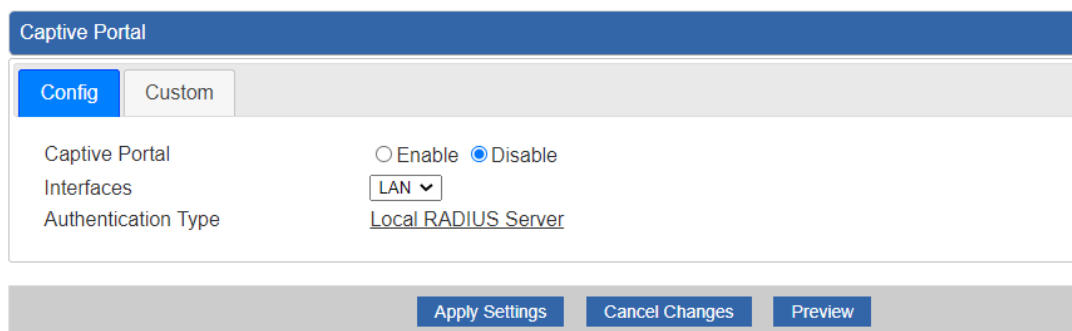 Captive Portal
Config Custom
Captive Portal Enable Disable
Interfaces LAN
Authentication Type Local RADIUS Server
Apply Settings Cancel Changes Preview